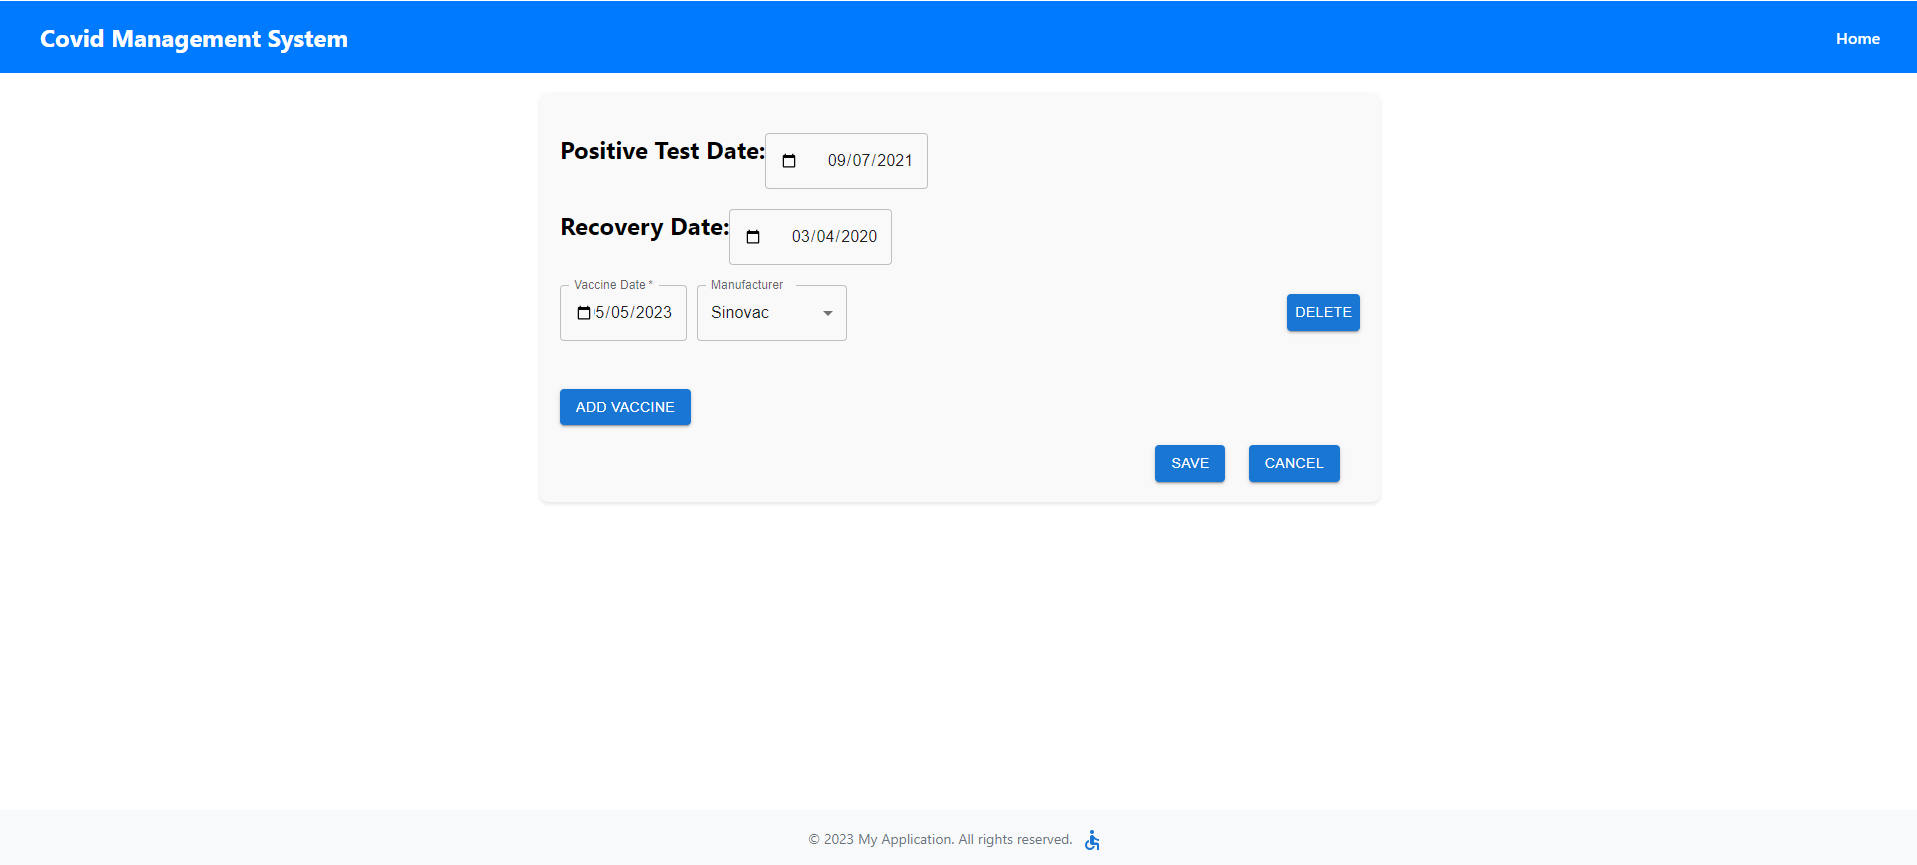 Covid Management System
Home
Positive Test Date:
09/07/2021
Recovery Date:
03/04/2020
Vaccine Date *
Manufacturer
5/05/2023
Sinovac
DELETE
ADD VACCINE
SAVE
CANCEL
© 2023 My Application. All rights reserved.